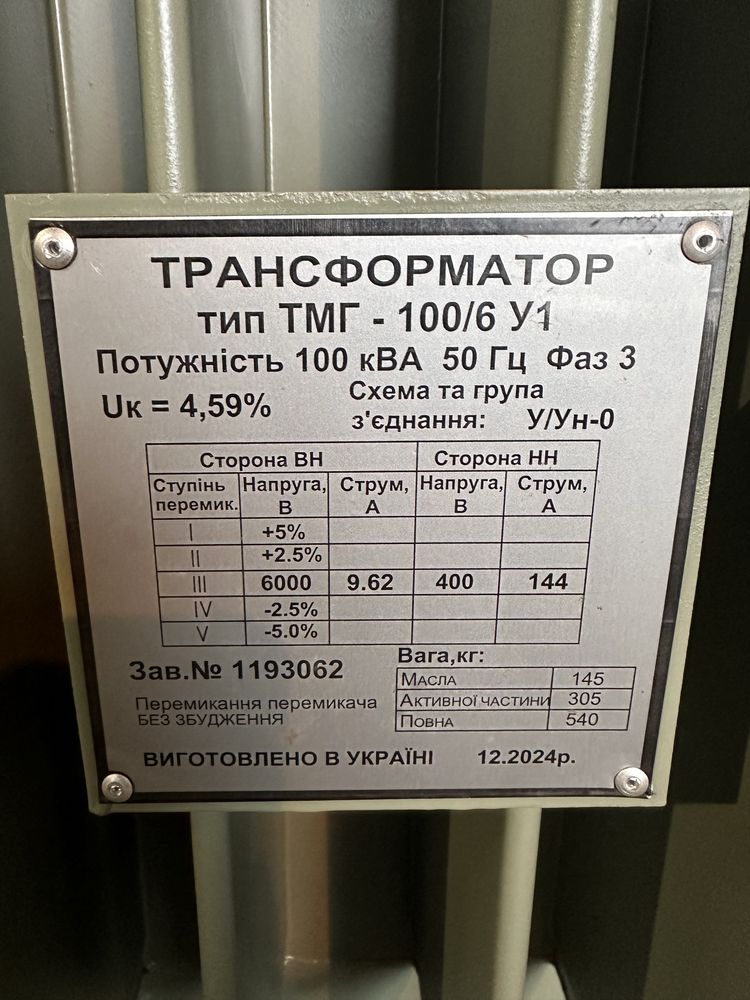 ТРАНСФОРМАТОР
тип ТМГ - 100/6 У1
Потужність 100 кВА 50 Гц Фаз 3
Uк = 4,59%
Схема та група
з'єднання: У/Ун-0
Сторона ВН Сторона НН
Ступінь перемик. Напруга, В Струм, А Напруга, В Струм, А
I +5%
II +2.5%
III 6000 9.62 400 144
IV -2.5%
V -5.0%
Зав.№ 1193062
Вага,кг:
Масла 145
Активної частини 305
Повна 540
Перемикання перемикача
БЕЗ ЗБУДЖЕННЯ
ВИГОТОВЛЕНО В УКРАЇНІ 12.2024р.